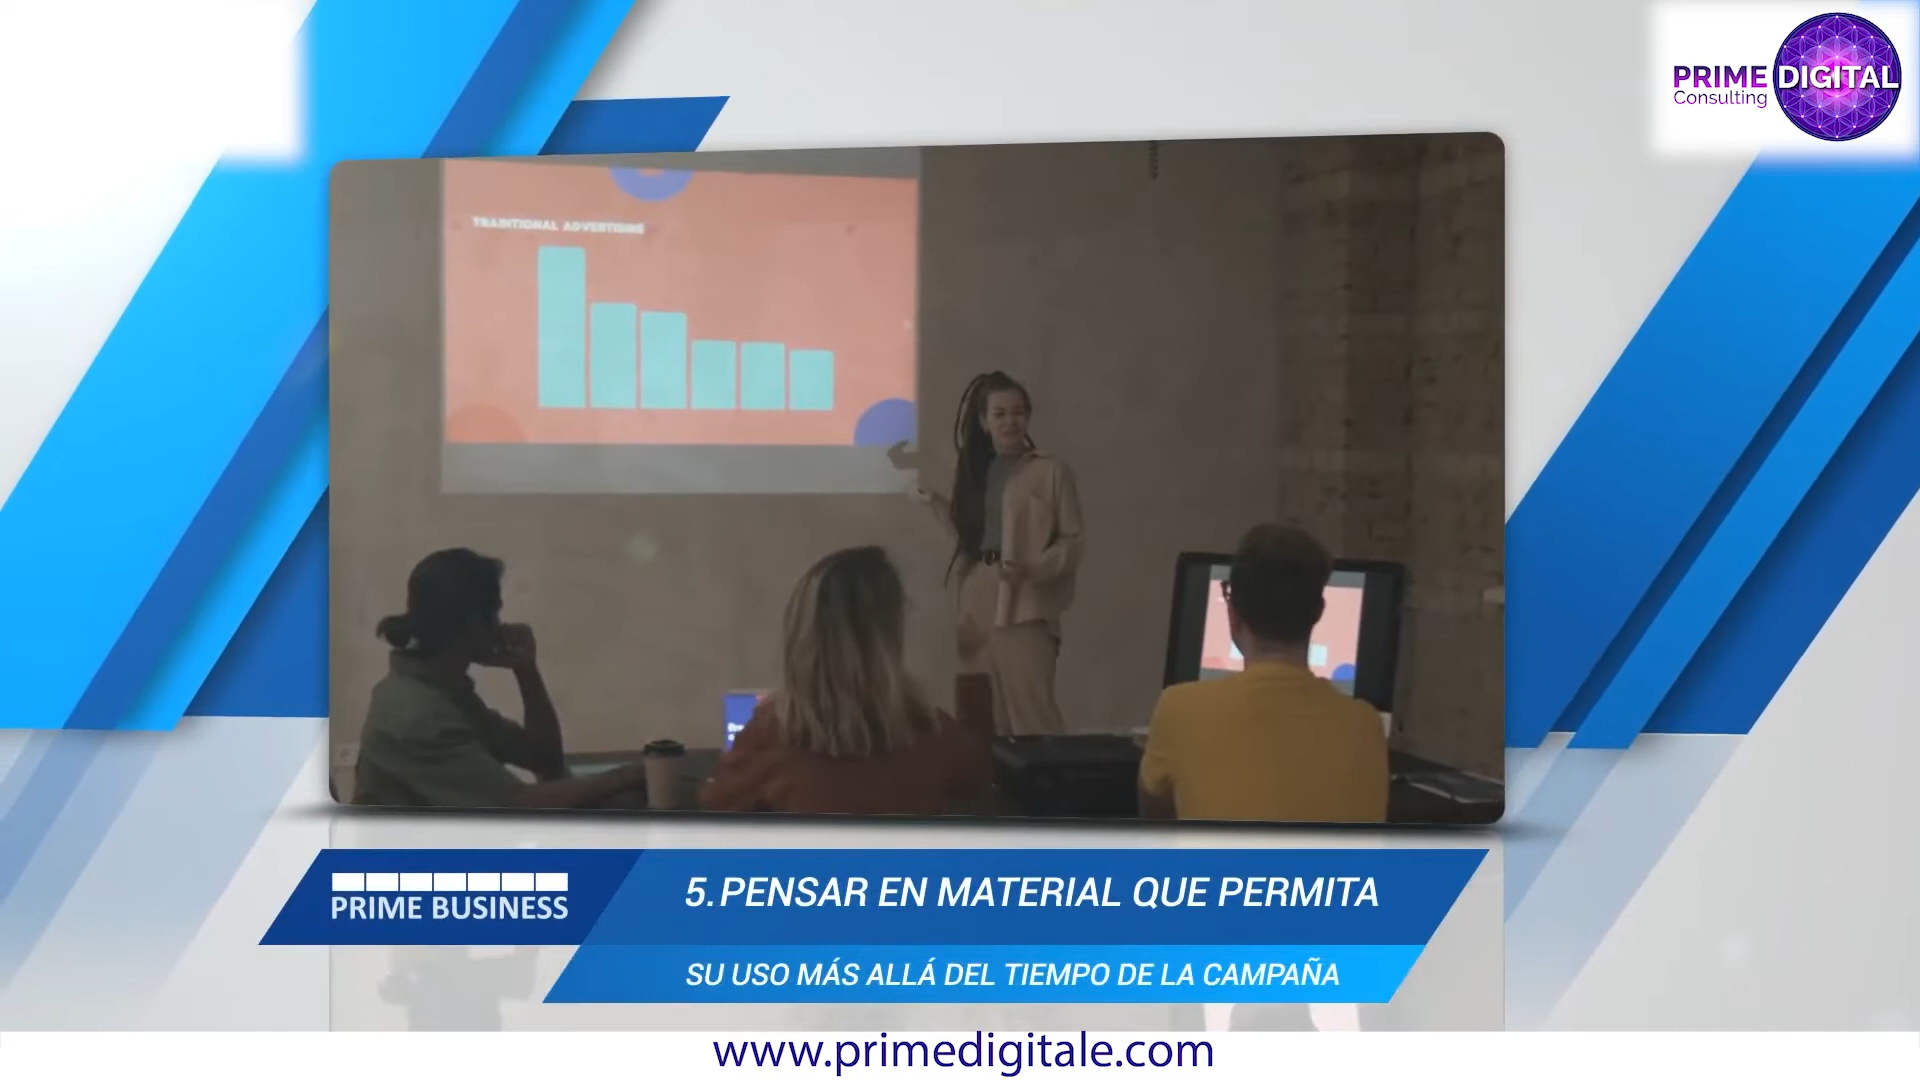 PRIME DIGITAL
Consulting
TRADITIONAL ADVERTISING
PRIME BUSINESS
5. PENSAR EN MATERIAL QUE PERMITA
SU USO MÁS ALLÁ DEL TIEMPO DE LA CAMPAÑA
www.primedigitale.com